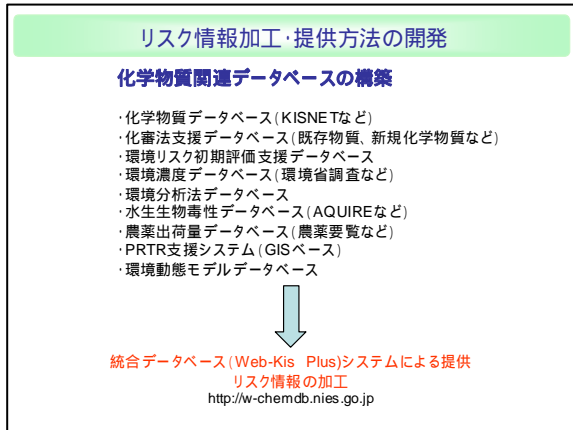 リスク情報加工・提供方法の開発
化学物質関連データベースの構築
・化学物質データベース(KISNETなど)
・化審法支援データベース(既存物質、新規化学物質など)
・環境リスク初期評価支援データベース
・環境濃度データベース(環境省調査など)
・環境分析法データベース
・水生生物毒性データベース(AQUIREなど)
・農薬出荷量データベース(農薬要覧など)
・PRTR支援システム(GISベース)
・環境動態モデルデータベース
統合データベース(Web-Kis Plus)システムによる提供
リスク情報の加工
http://w-chemdb.nies.go.jp